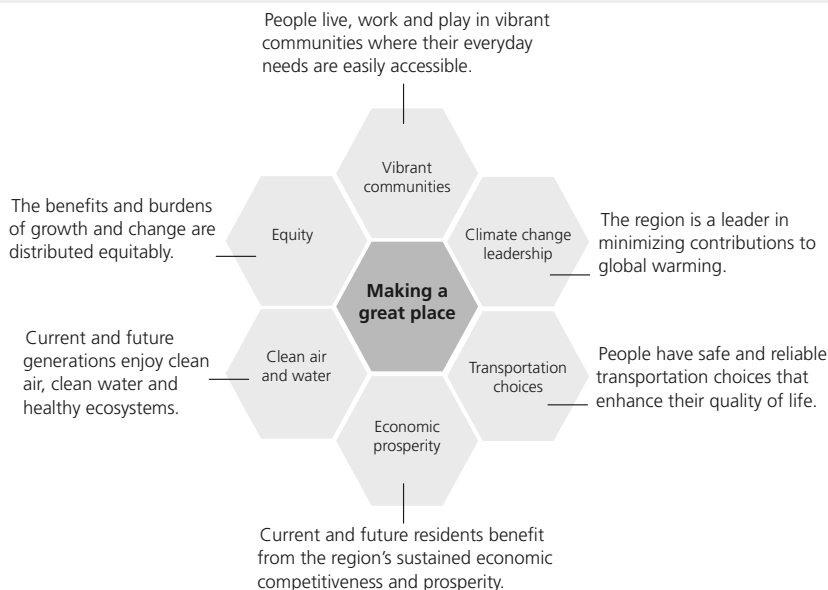 People live, work and play in vibrant
communities where their everyday
needs are easily accessible.
Vibrant
communities
The benefits and burdens
of growth and change are
distributed equitably.
Equity
Climate change
leadership
The region is a leader in
minimizing contributions to
global warming.
Making a
great place
Current and future
generations enjoy clean
air, clean water and
healthy ecosystems.
Clean air
and water
Transportation
choices
People have safe and reliable
transportation choices that
enhance their quality of life.
Economic
prosperity
Current and future residents benefit
from the region’s sustained economic
competitiveness and prosperity.